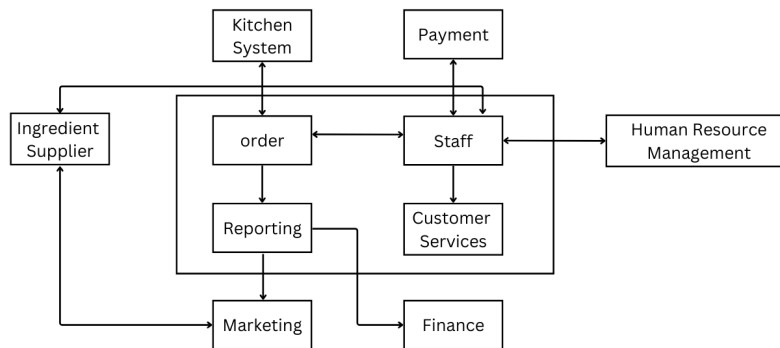 Kitchen
System
Payment
Ingredient
Supplier
order
Staff
Human Resource
Management
Reporting
Customer
Services
Marketing
Finance